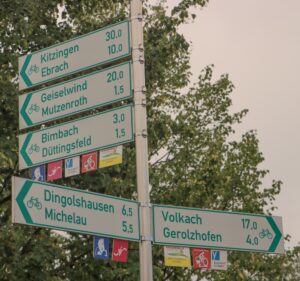 Kitzingen 30.0
Ebrach 10.0
Geiselwind 20.0
Mutzenroth 1,5
Bimbach 3.0
Düttingsfeld 1,5
Dingolshausen 6,5
Michelau 5,5
Volkach 17,0
Gerolzhofen 4,0